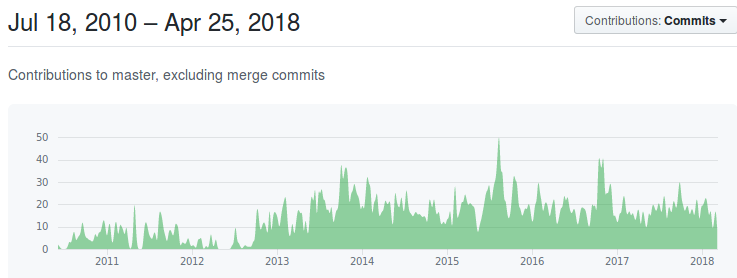 Jul 18, 2010 – Apr 25, 2018
Contributions: Commits
Contributions to master, excluding merge commits
50
40
30
20
10
0
2011 2012 2013 2014 2015 2016 2017 2018